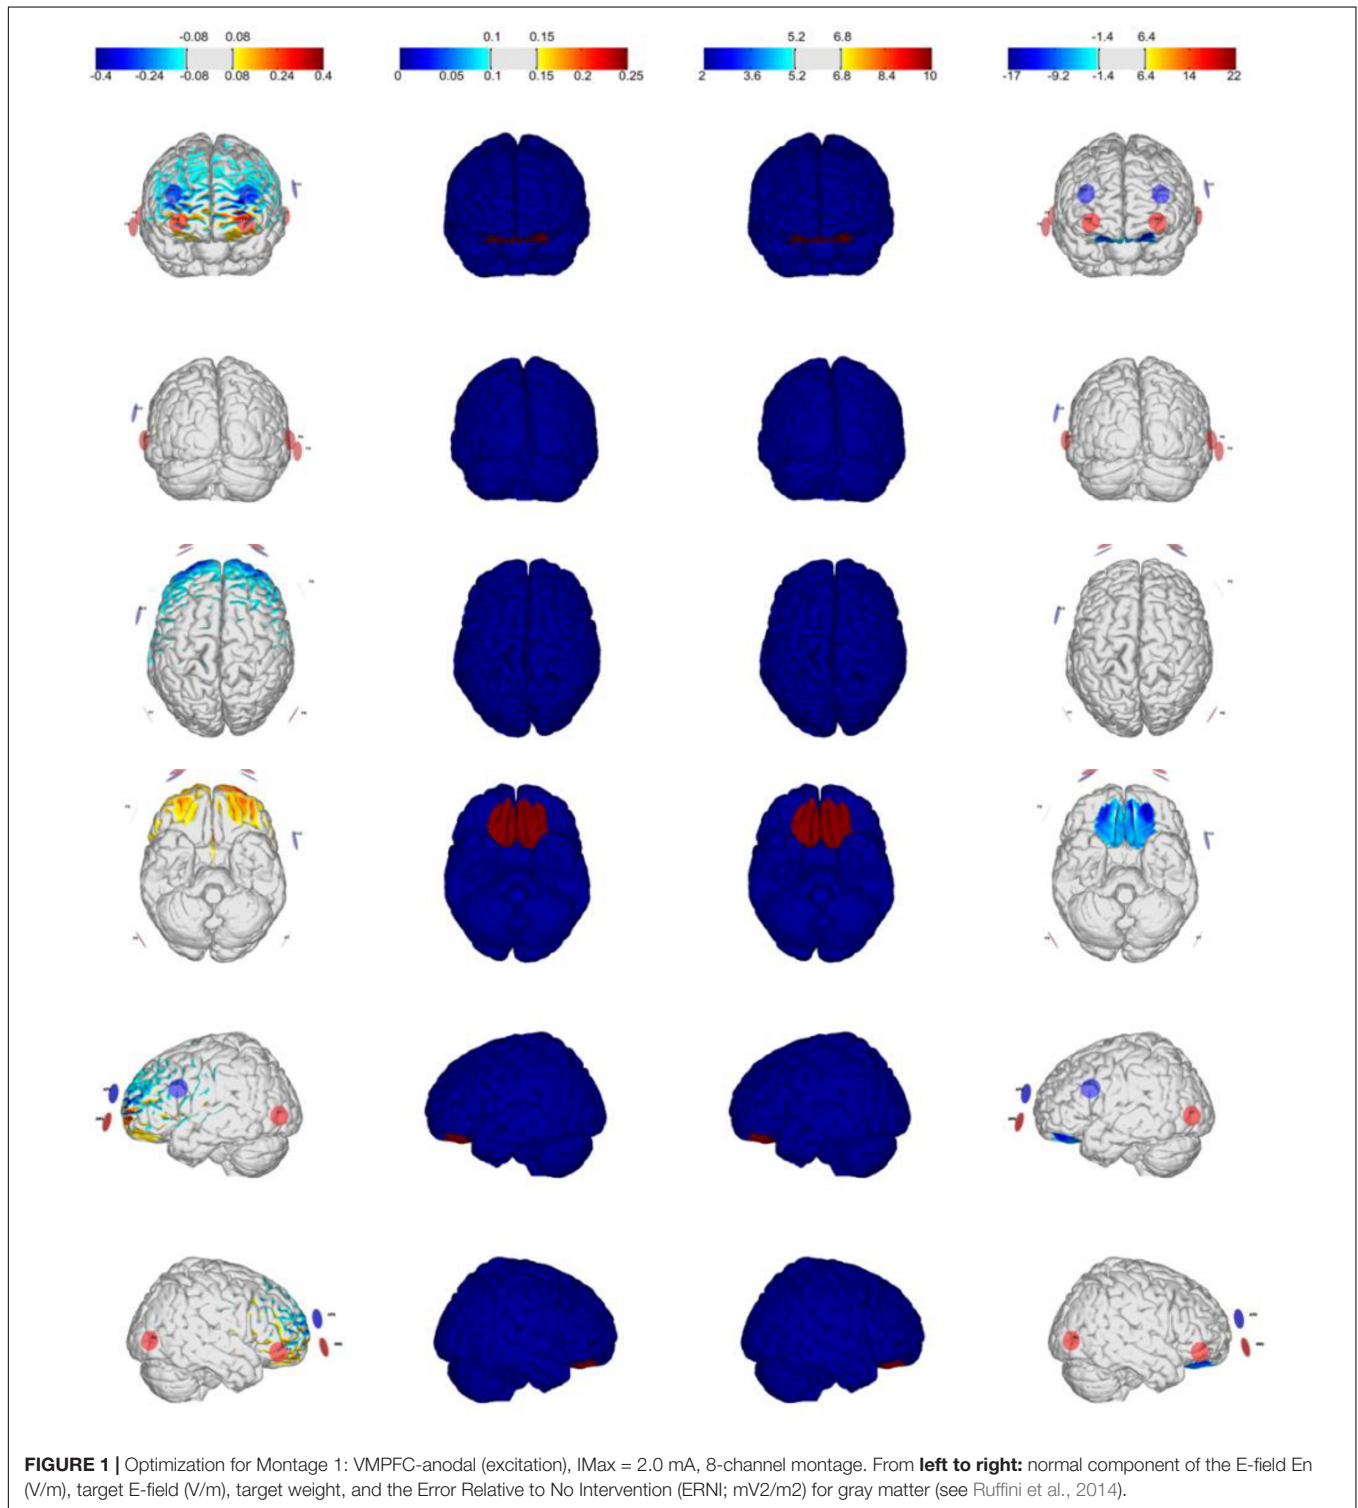 -0.08 0.08
-0.4 -0.24 -0.08 0.08 0.24 0.4
0.1 0.15
0 0.05 0.1 0.15 0.2 0.25
5.2 6.8
2 3.6 5.2 6.8 8.4 10
-1.4 6.4
-17 -9.2 -1.4 6.4 14 22
FIGURE 1 | Optimization for Montage 1: VMPFC-anodal (excitation), IMax = 2.0 mA, 8-channel montage. From left to right: normal component of the E-field En
(V/m), target E-field (V/m), target weight, and the Error Relative to No Intervention (ERNI; mV2/m2) for gray matter (see Ruffini et al., 2014).